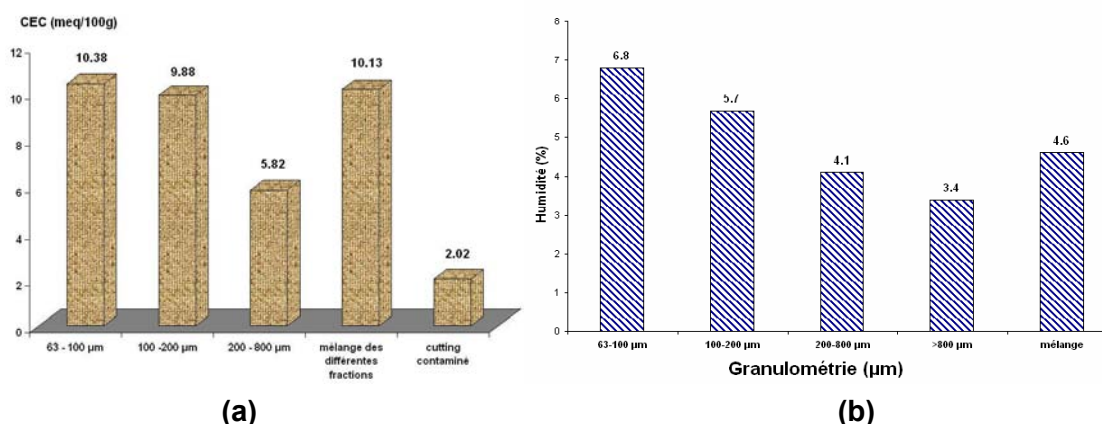 CEC (meq/100g)
12
10
8
6
4
2
0
10.38
9.88
5.82
10.13
2.02
63 - 100 µm
100 -200 µm
200 - 800 µm
mélange des
différentes
fractions
cutting
contaminé
(a)
8
7
6
5
4
3
2
1
0
Humidité (%)
6.8
5.7
4.1
3.4
4.6
63-100 µm
100-200 µm
200-800 µm
>800 µm
mélange
Granulométrie (µm)
(b)